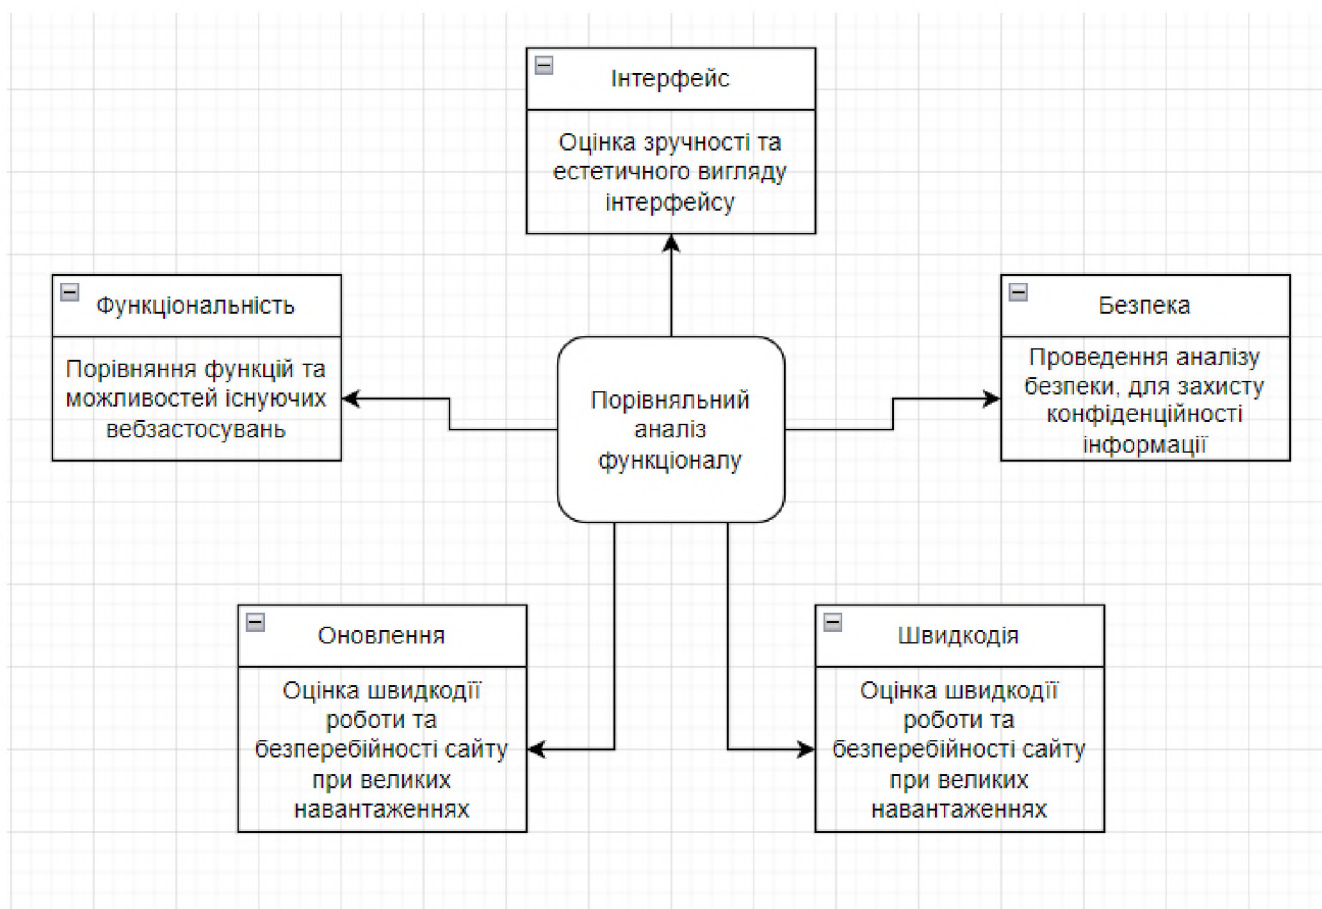 Інтерфейс
Оцінка зручності та
естетичного вигляду
інтерфейсу
Функціональність
Порівняння функцій та
можливостей існуючих
вебзастосувань
Порівняльний
аналіз
функціоналу
Безпека
Проведення аналізу
безпеки, для захисту
конфіденційності
інформації
Оновлення
Оцінка швидкодії
роботи та
безперебійності сайту
при великих
навантаженнях
Швидкодія
Оцінка швидкодії
роботи та
безперебійності сайту
при великих
навантаженнях